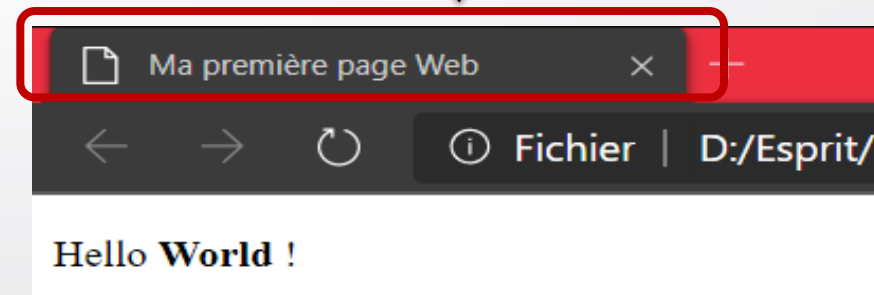 Ma première page Web
Fichier | D:/Esprit/
Hello World !